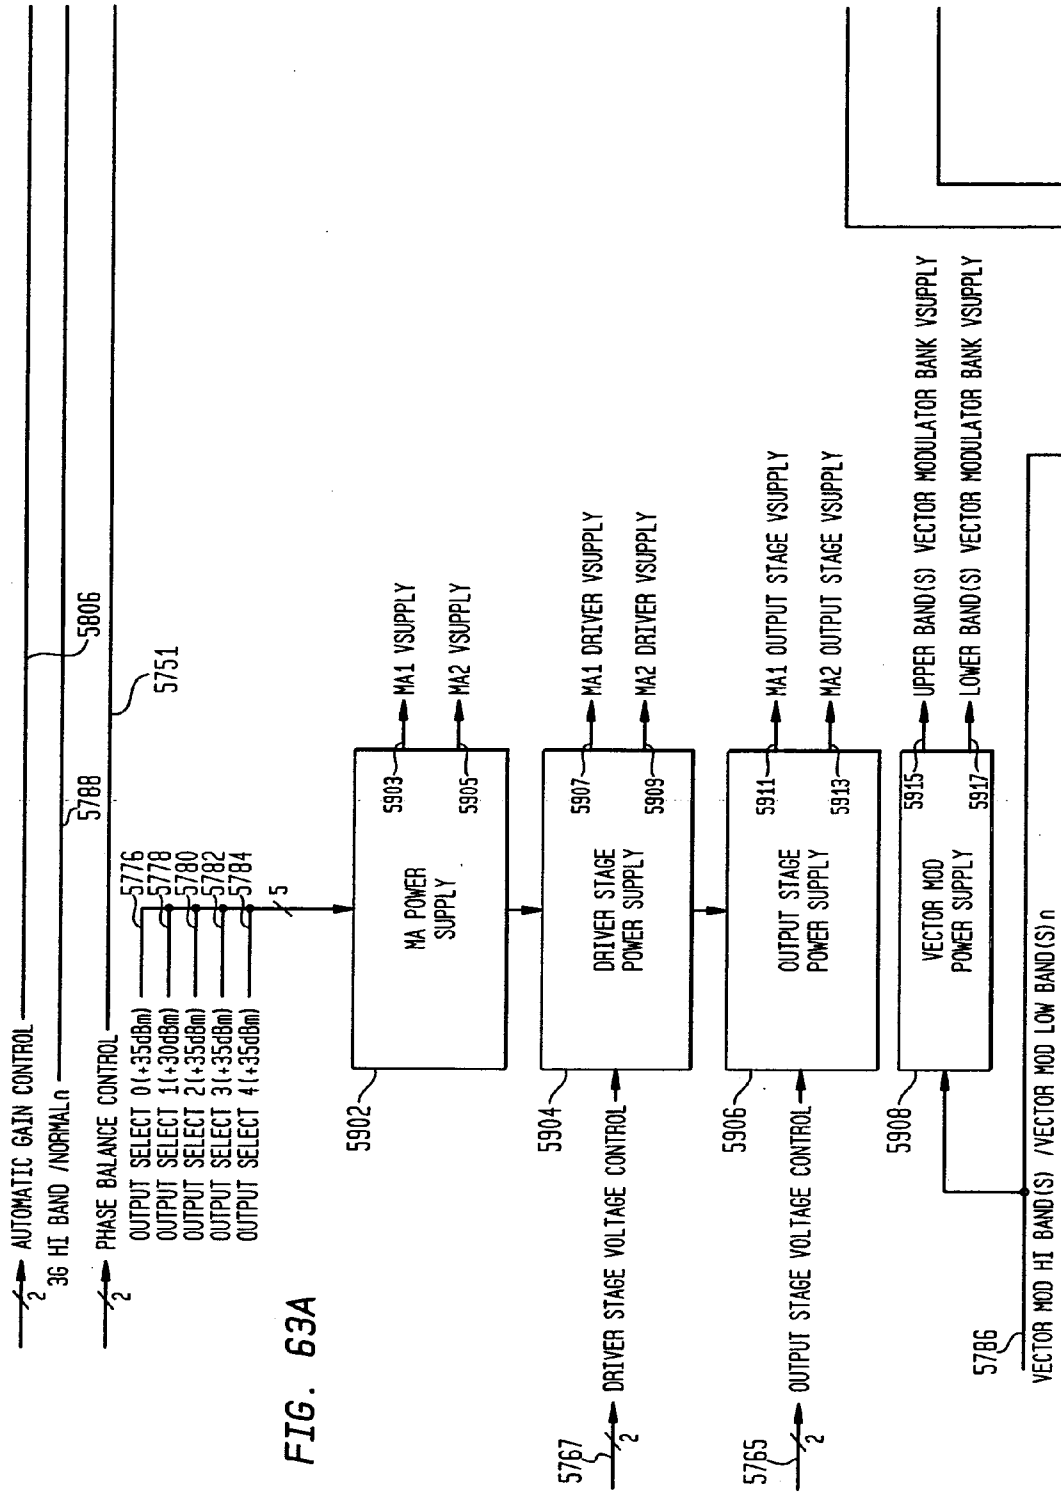 FIG. 63A
2
AUTOMATIC GAIN CONTROL
5806
3G HI BAND /NORMALn
5788
2
PHASE BALANCE CONTROL
5751
OUTPUT SELECT 0(+35dBm)
5776
OUTPUT SELECT 1(+30dBm)
5778
OUTPUT SELECT 2(+35dBm)
5780
OUTPUT SELECT 3(+35dBm)
5782
OUTPUT SELECT 4(+35dBm)
5784
5
5902
MA POWER
SUPPLY
5903
MA1 VSUPPLY
5905
MA2 VSUPPLY
5767
2
DRIVER STAGE VOLTAGE CONTROL
5904
DRIVER STAGE
POWER SUPPLY
5907
MA1 DRIVER VSUPPLY
5909
MA2 DRIVER VSUPPLY
5765
2
OUTPUT STAGE VOLTAGE CONTROL
5906
OUTPUT STAGE
POWER SUPPLY
5911
MA1 OUTPUT STAGE VSUPPLY
5913
MA2 OUTPUT STAGE VSUPPLY
5908
VECTOR MOD
POWER SUPPLY
5915
UPPER BAND(S) VECTOR MODULATOR BANK VSUPPLY
5917
LOWER BAND(S) VECTOR MODULATOR BANK VSUPPLY
5786
VECTOR MOD HI BAND(S) /VECTOR MOD LOW BAND(S)n